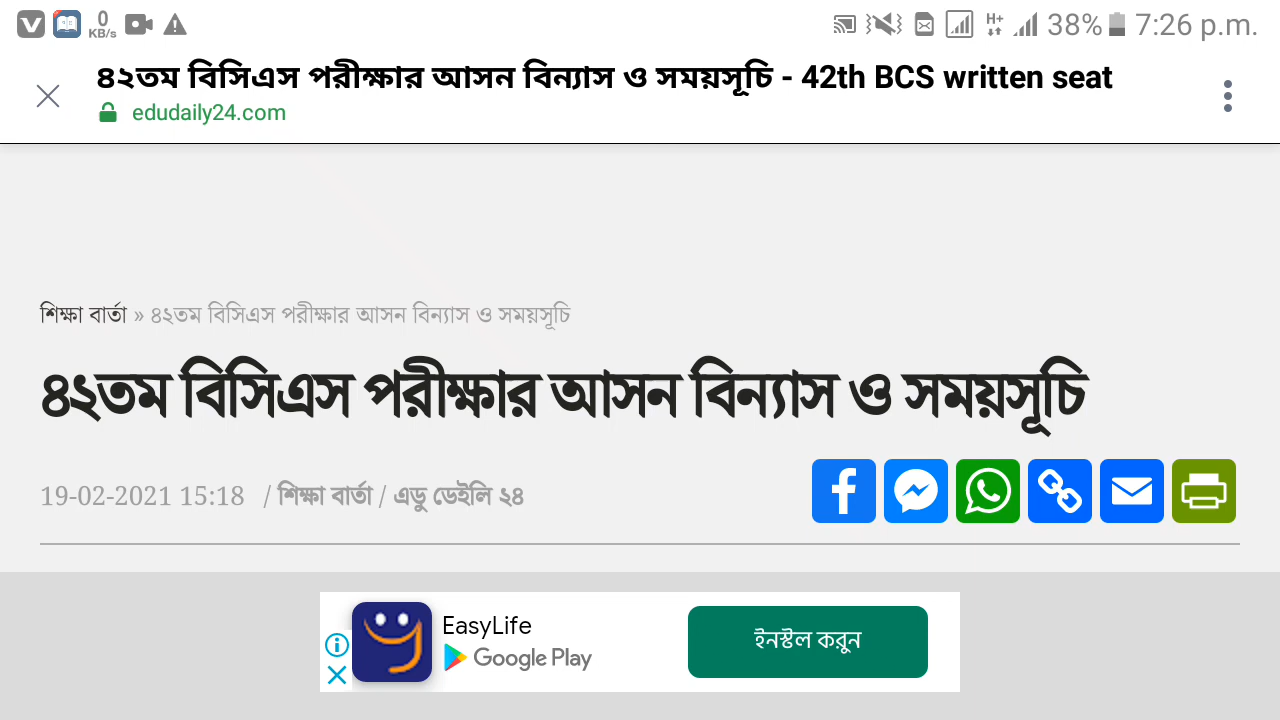 0 KB/s H+ 38% 7:26 p.m.
৪২তম বিসিএস পরীক্ষার আসন বিন্যাস ও সময়সূচি - 42th BCS written seat
edudaily24.com
শিক্ষা বার্তা » ৪২তম বিসিএস পরীক্ষার আসন বিন্যাস ও সময়সূচি
৪২তম বিসিএস পরীক্ষার আসন বিন্যাস ও সময়সূচি
19-02-2021 15:18 / শিক্ষা বার্তা / এডু ডেইলি ২৪
EasyLife
Google Play
ইনস্টল করুন